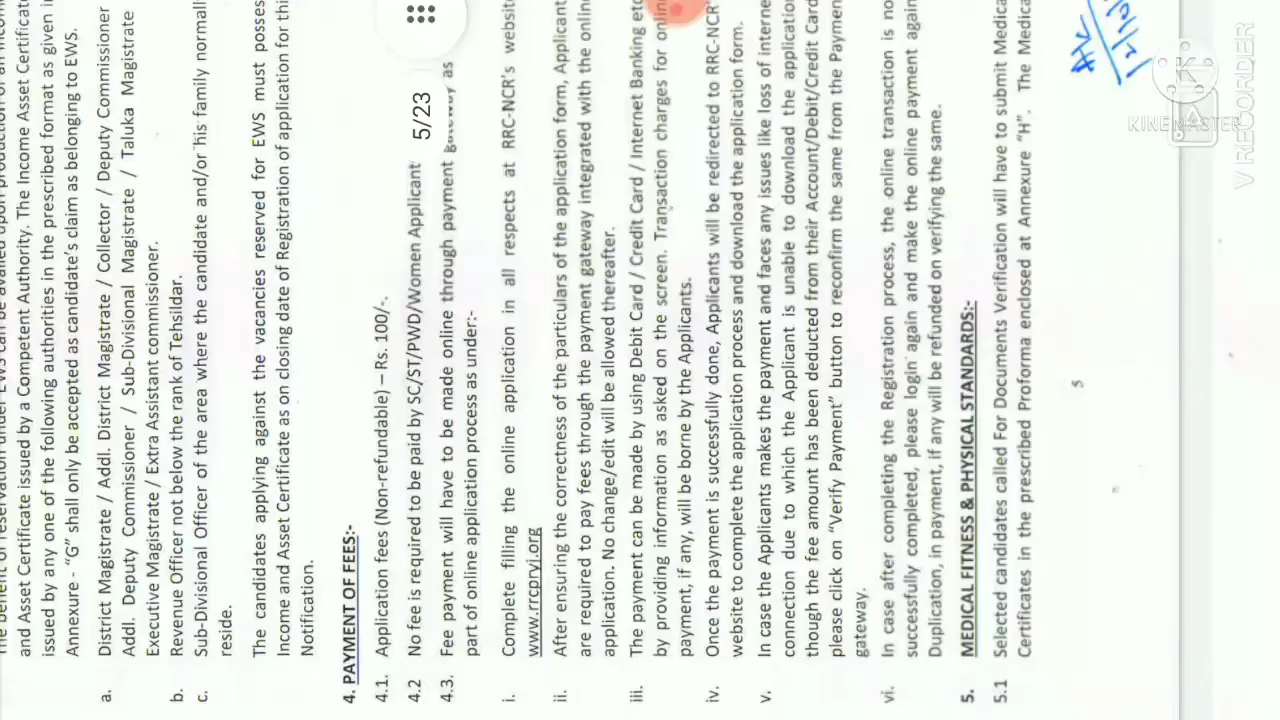 and Asset Certificate issued by a Competent Authority. The Income Asset Certificate
issued by any one of the following authorities in the prescribed format as given in
Annexure - "G" shall only be accepted as candidate's claim as belonging to EWS.
a. District Magistrate / Addl. District Magistrate / Collector / Deputy Commissioner
Addl. Deputy Commissioner / Sub-Divisional Magistrate / Taluka Magistrate
Executive Magistrate / Extra Assistant commissioner.
b. Revenue Officer not below the rank of Tehsildar.
c. Sub-Divisional Officer of the area where the candidate and/or his family normall
reside.
The candidates applying against the vacancies reserved for EWS must posses
Income and Asset Certificate as on closing date of Registration of application for thi
Notification.
4. PAYMENT OF FEES:-
4.1. Application fees (Non-refundable) – Rs. 100/-.
4.2 No fee is required to be paid by SC/ST/PWD/Women Applicant
4.3. Fee payment will have to be made online through payment gateway as
part of online application process as under:-
i. Complete filling the online application in all respects at RRC-NCR's website
www.rrcpryj.org
ii. After ensuring the correctness of the particulars of the application form, Applicant
are required to pay fees through the payment gateway integrated with the online
application. No change/edit will be allowed thereafter.
iii. The payment can be made by using Debit Card / Credit Card / Internet Banking etc
by providing information as asked on the screen. Transaction charges for onlin
payment, if any, will be borne by the Applicants.
iv. Once the payment is successfully done, Applicants will be redirected to RRC-NCR'
website to complete the application process and download the application form.
v. In case the Applicants makes the payment and faces any issues like loss of interne
connection due to which the Applicant is unable to download the application
though the fee amount has been deducted from their Account/Debit/Credit Card
please click on "Verify Payment" button to reconfirm the same from the Paymen
gateway.
vi. In case after completing the Registration process, the online transaction is no
successfully completed, please login again and make the online payment again
Duplication, in payment, if any will be refunded on verifying the same.
5. MEDICAL FITNESS & PHYSICAL STANDARDS:-
5.1 Selected candidates called For Documents Verification will have to submit Medica
Certificates in the prescribed Proforma enclosed at Annexure "H". The Medica
5
5/23
KINEMASTER
V RECORDER